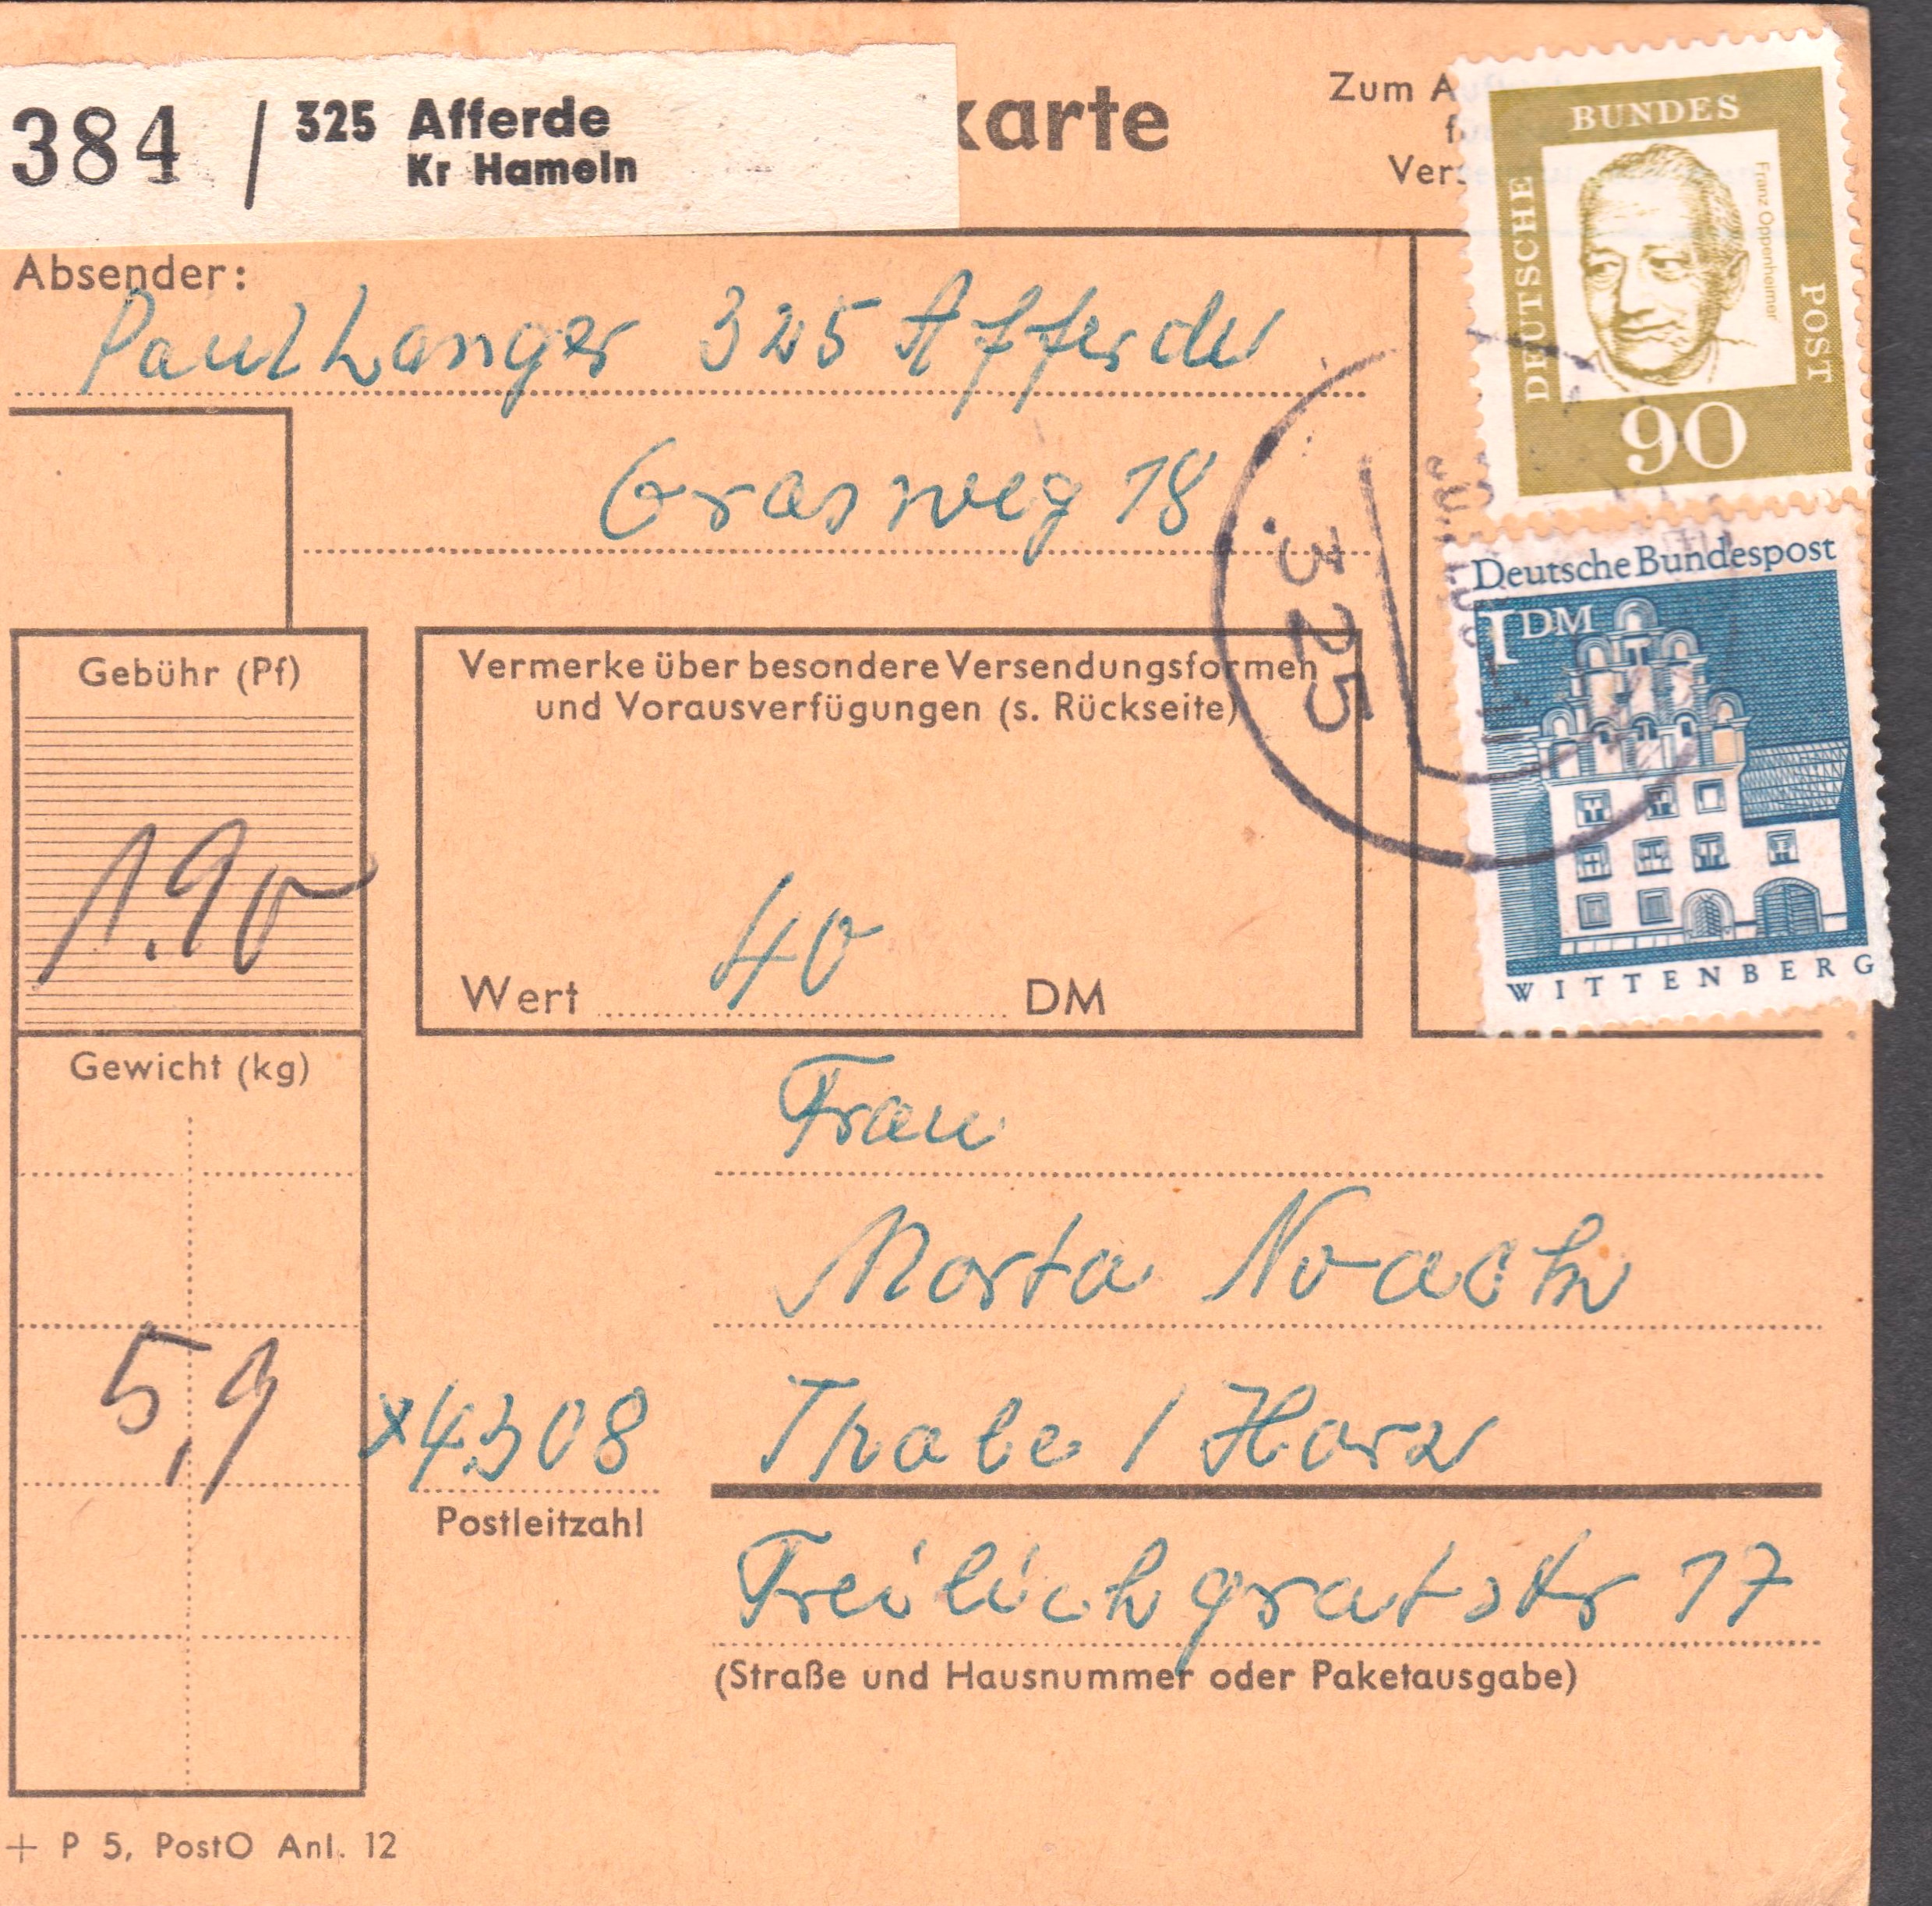 384 / 325 Afferde
Kr Hameln
karte
Zum A
f
Vers
Absender:
Paul Langer 325 Afferde
Grasweg 18
Gebühr (Pf)
1.90
Vermerke über besondere Versendungsformen
und Vorausverfügungen (s. Rückseite)
Wert 40 DM
Gewicht (kg)
5,9
Frau
Marta Noack
x4308 Thale / Harz
Postleitzahl
Freilichgratstr 17
(Straße und Hausnummer oder Paketausgabe)
+ P 5, PostO Anl. 12
DEUTSCHE BUNDES POST
Franz Oppenheimer
90
325
Deutsche Bundespost
1 DM
WITTENBERG